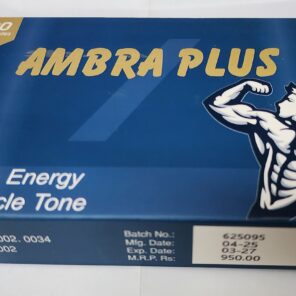 AMBRA PLUS
Energy
Tone
002. 0034
002
Batch No.: 625095
Mfg. Date: 04-25
Exp. Date: 03-27
M.R.P. Rs: 950.00